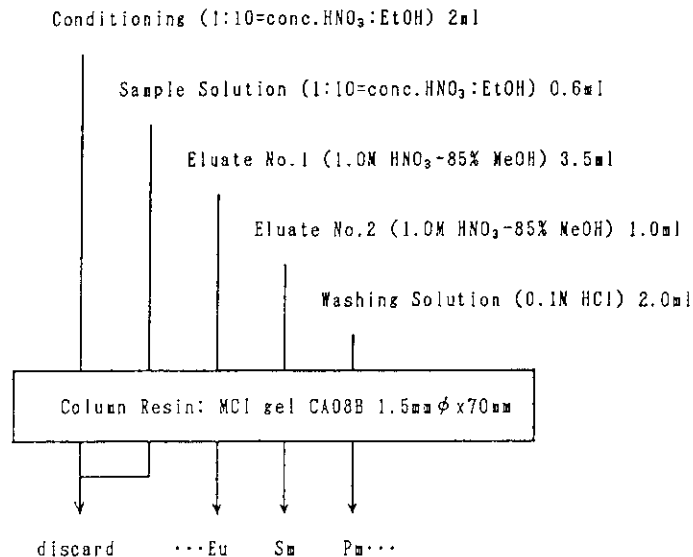 Conditioning (1:10=conc.HNO₃:EtOH) 2ml
Sample Solution (1:10=conc.HNO₃:EtOH) 0.6ml
Eluate No.1 (1.0M HNO₃-85% MeOH) 3.5ml
Eluate No.2 (1.0M HNO₃-85% MeOH) 1.0ml
Washing Solution (0.1N HCl) 2.0ml
Column Resin: MCI gel CA08B 1.5mmφx70mm
discard ···Eu Sm Pm···